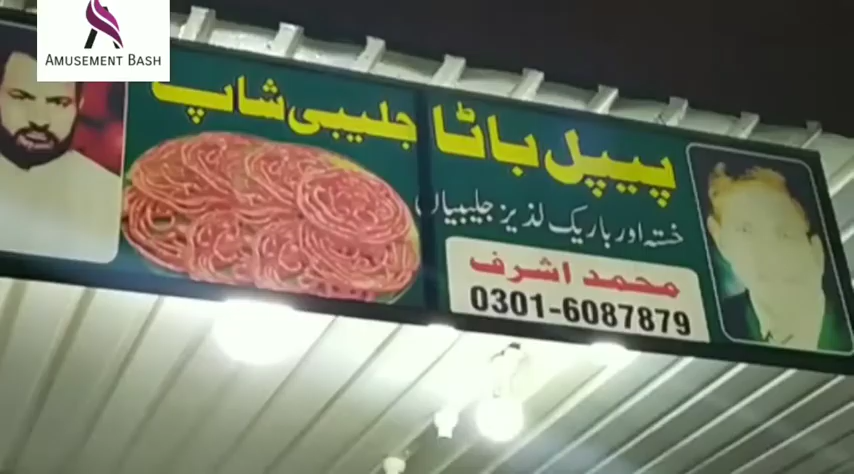 AMUSEMENT BASH
پیپل باٹا جلیبی شاپ
خستہ اور باریک لذیز جلیبیاں
محمد اشرف
0301-6087879